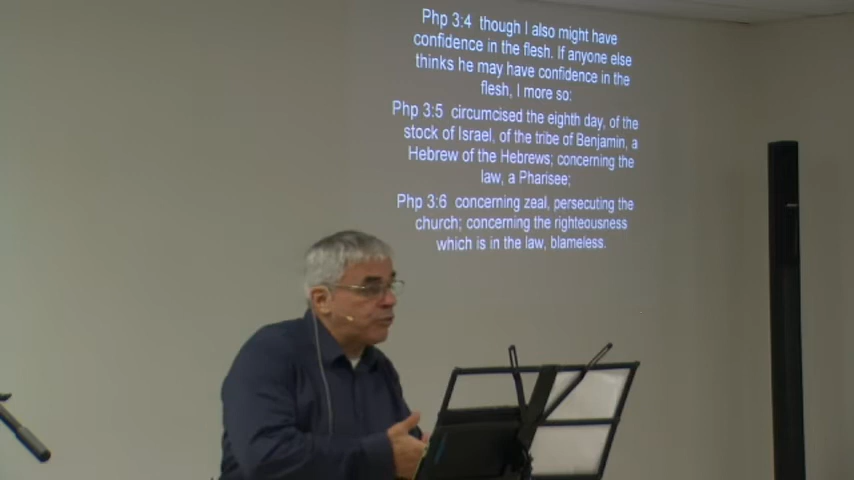 Php 3:4 though I also might have
confidence in the flesh. If anyone else
thinks he may have confidence in the
flesh, I more so:
Php 3:5 circumcised the eighth day, of the
stock of Israel, of the tribe of Benjamin, a
Hebrew of the Hebrews; concerning the
law, a Pharisee;
Php 3:6 concerning zeal, persecuting the
church; concerning the righteousness
which is in the law, blameless.